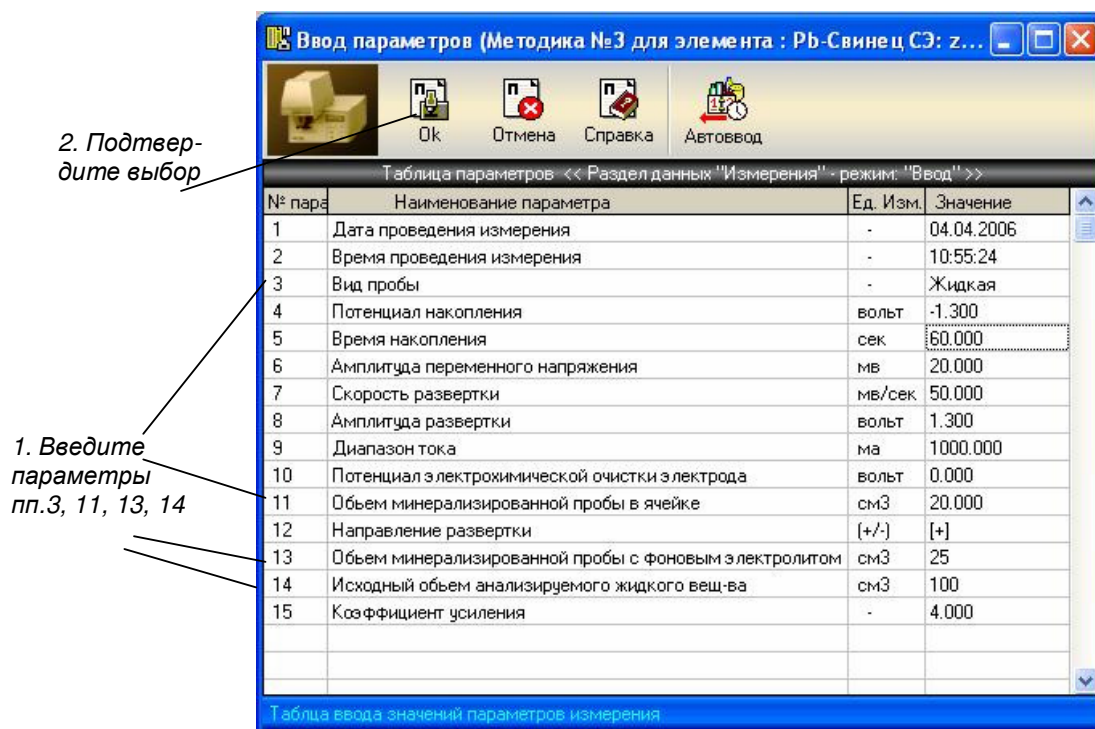 Ввод параметров (Методика №3 для элемента : Pb-Свинец СЭ: z...
Ok Отмена Справка Автоввод
2. Подтвер-
дите выбор
Таблица параметров << Раздел данных "Измерения" - режим: "Ввод" >>
№ пара Наименование параметра Ед. Изм. Значение
1 Дата проведения измерения - 04.04.2006
2 Время проведения измерения - 10:55:24
3 Вид пробы - Жидкая
4 Потенциал накопления вольт -1.300
5 Время накопления сек 60.000
6 Амплитуда переменного напряжения мв 20.000
7 Скорость развертки мв/сек 50.000
8 Амплитуда развертки вольт 1.300
9 Диапазон тока ма 1000.000
10 Потенциал электрохимической очистки электрода вольт 0.000
11 Обьем минерализированной пробы в ячейке см3 20.000
12 Направление развертки (+/-) [+]
13 Обьем минерализированной пробы с фоновым электролитом см3 25
14 Исходный обьем анализируемого жидкого вещ-ва см3 100
15 Коэффициент усиления - 4.000
1. Введите
параметры
пп.3, 11, 13, 14
Таблца ввода значений параметров измерения